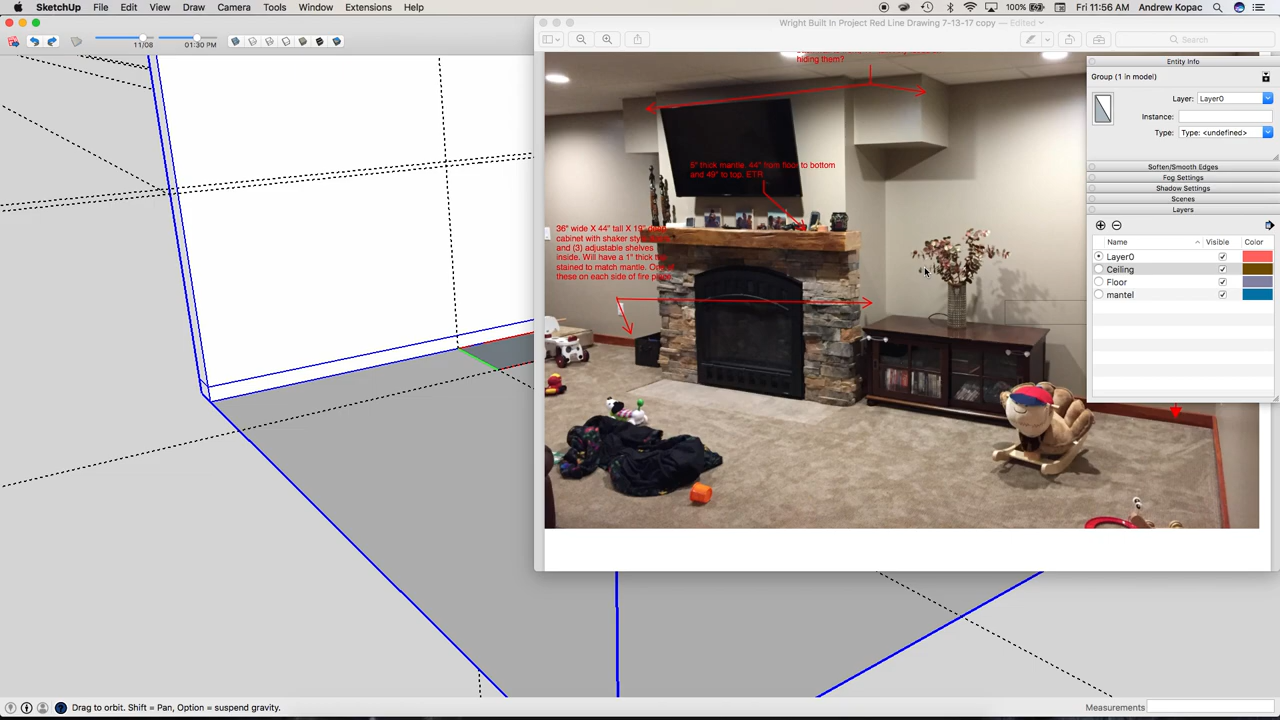 SketchUp File Edit View Draw Camera Tools Window Extensions Help
100% Fri 11:56 AM Andrew Kopac
Wright Built In Project Red Line Drawing 7-13-17 copy — Edited
11/08 01:30 PM
Search
hiding them?
Entity Info
Group (1 in model)
Layer: Layer0
Instance:
Type: Type: <undefined>
Soften/Smooth Edges
Fog Settings
Shadow Settings
Scenes
Layers
Name Visible Color
Layer0
Ceiling
Floor
mantel
5" thick mantle. 44" from floor to bottom
and 49" to top. ETR
36" wide X 44" tall X 19"
cabinet with shaker
and (3) adjustable shelves
inside. Will have a 1" thick
stained to match mantle.
these on each side of fire
Drag to orbit. Shift = Pan, Option = suspend gravity.
Measurements